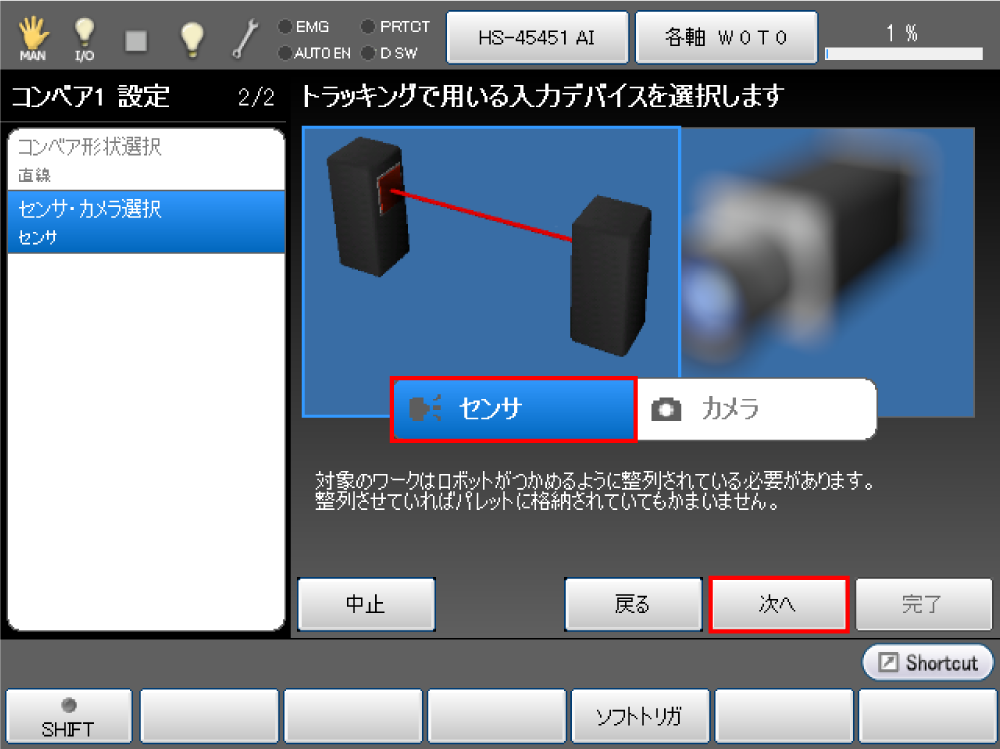 MAN
I/O
EMG
PRTCT
AUTO EN
D SW
HS-45451 AI
各軸 W0T0
1 %
コンベア1 設定
2/2
トラッキングで用いる入力デバイスを選択します
コンベア形状選択
直線
センサ・カメラ選択
センサ
センサ
カメラ
対象のワークはロボットがつかめるように整列されている必要があります。
整列させていればパレットに格納されていてもかまいません。
中止
戻る
次へ
完了
Shortcut
SHIFT
ソフトトリガ